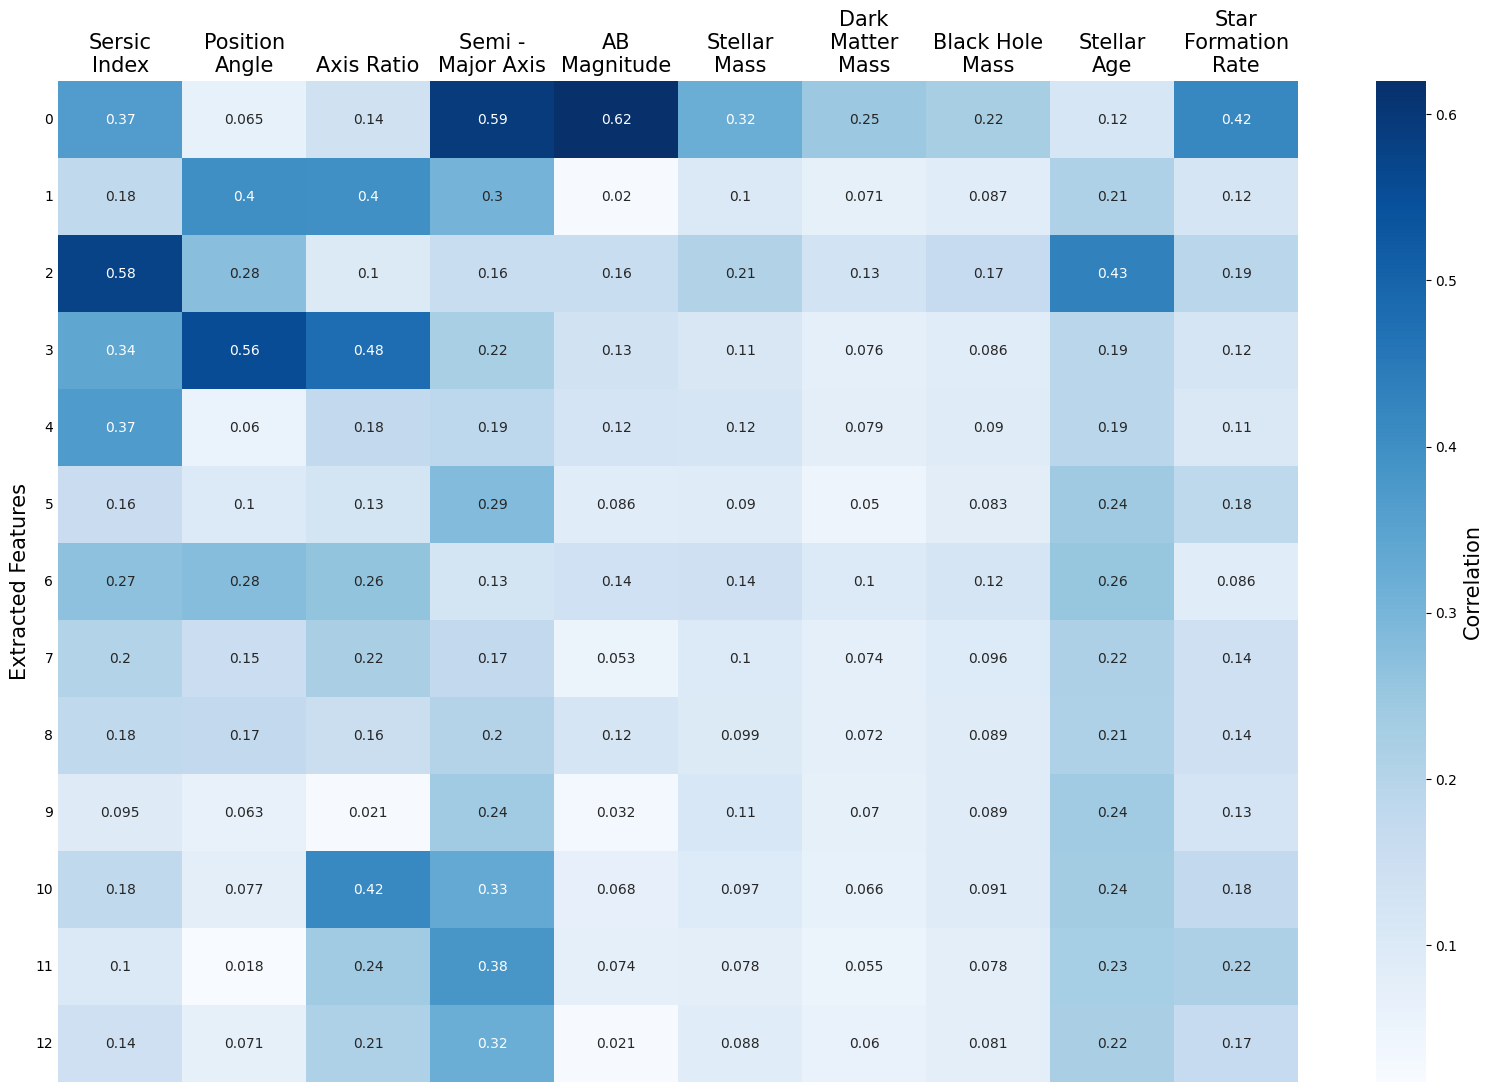 Sersic
Index
Position
Angle
Axis Ratio
Semi -
Major Axis
AB
Magnitude
Stellar
Mass
Dark
Matter
Mass
Black Hole
Mass
Stellar
Age
Star
Formation
Rate
Extracted Features
0 0.37 0.065 0.14 0.59 0.62 0.32 0.25 0.22 0.12 0.42
1 0.18 0.4 0.4 0.3 0.02 0.1 0.071 0.087 0.21 0.12
2 0.58 0.28 0.1 0.16 0.16 0.21 0.13 0.17 0.43 0.19
3 0.34 0.56 0.48 0.22 0.13 0.11 0.076 0.086 0.19 0.12
4 0.37 0.06 0.18 0.19 0.12 0.12 0.079 0.09 0.19 0.11
5 0.16 0.1 0.13 0.29 0.086 0.09 0.05 0.083 0.24 0.18
6 0.27 0.28 0.26 0.13 0.14 0.14 0.1 0.12 0.26 0.086
7 0.2 0.15 0.22 0.17 0.053 0.1 0.074 0.096 0.22 0.14
8 0.18 0.17 0.16 0.2 0.12 0.099 0.072 0.089 0.21 0.14
9 0.095 0.063 0.021 0.24 0.032 0.11 0.07 0.089 0.24 0.13
10 0.18 0.077 0.42 0.33 0.068 0.097 0.066 0.091 0.24 0.18
11 0.1 0.018 0.24 0.38 0.074 0.078 0.055 0.078 0.23 0.22
12 0.14 0.071 0.21 0.32 0.021 0.088 0.06 0.081 0.22 0.17
0.6
0.5
0.4
0.3
0.2
0.1
Correlation